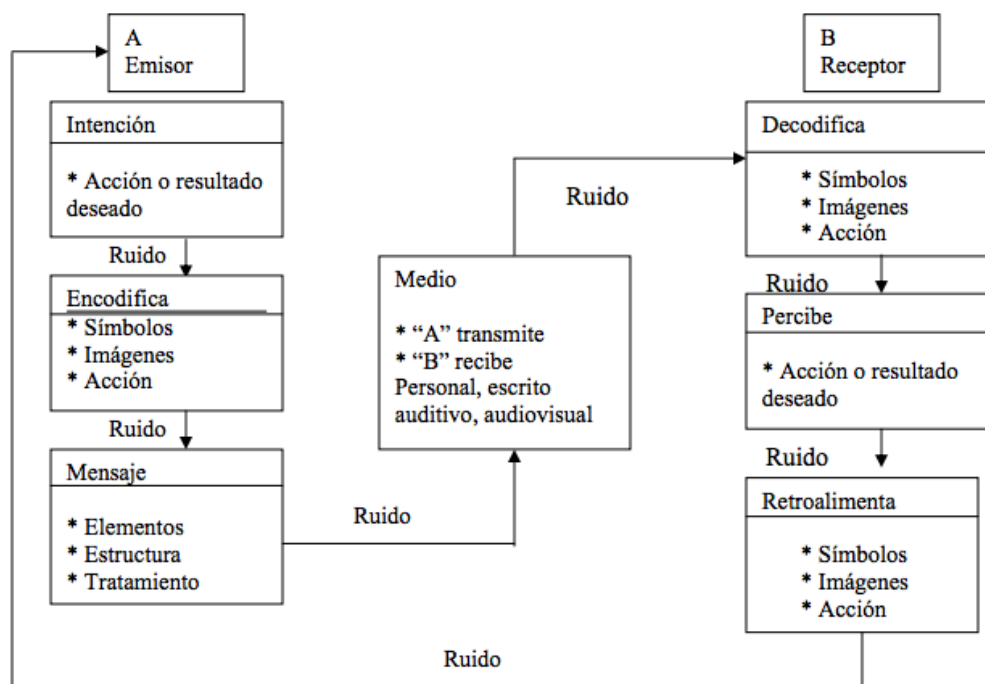 A
Emisor
Intención
* Acción o resultado
deseado
Ruido
Encodifica
* Símbolos
* Imágenes
* Acción
Ruido
Mensaje
* Elementos
* Estructura
* Tratamiento
Ruido
Medio
* “A” transmite
* “B” recibe
Personal, escrito
auditivo, audiovisual
Ruido
B
Receptor
Decodifica
* Símbolos
* Imágenes
* Acción
Ruido
Percibe
* Acción o resultado
deseado
Ruido
Retroalimenta
* Símbolos
* Imágenes
* Acción
Ruido